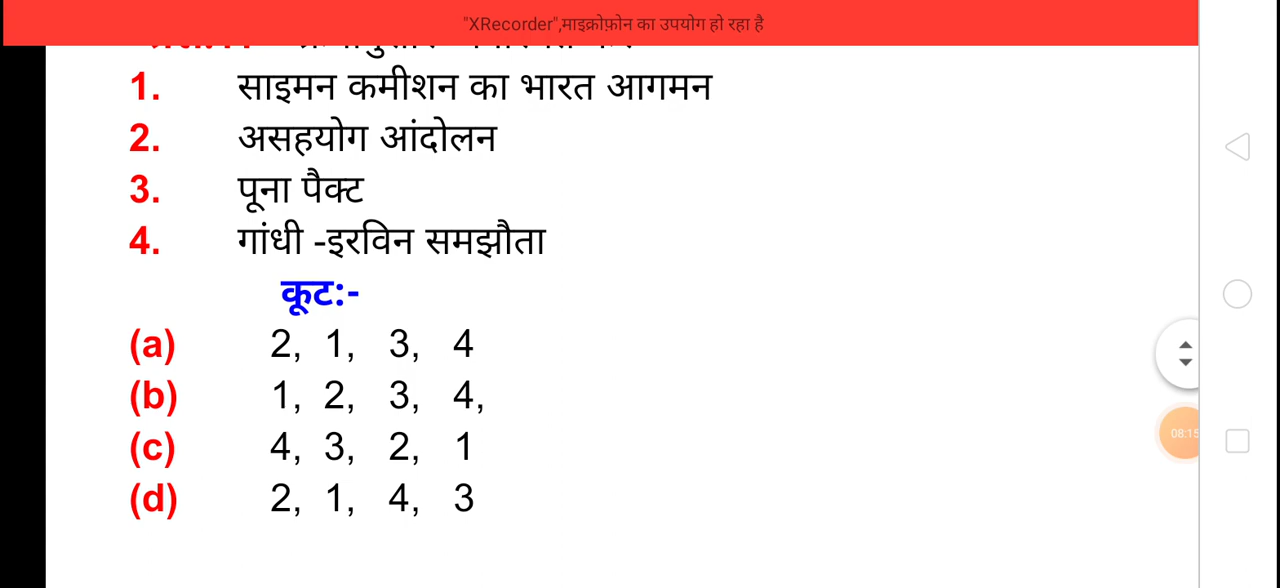 "XRecorder",माइक्रोफ़ोन का उपयोग हो रहा है
1. साइमन कमीशन का भारत आगमन
2. असहयोग आंदोलन
3. पूना पैक्ट
4. गांधी -इरविन समझौता
कूट:-
(a) 2, 1, 3, 4
(b) 1, 2, 3, 4,
(c) 4, 3, 2, 1
(d) 2, 1, 4, 3
08:15